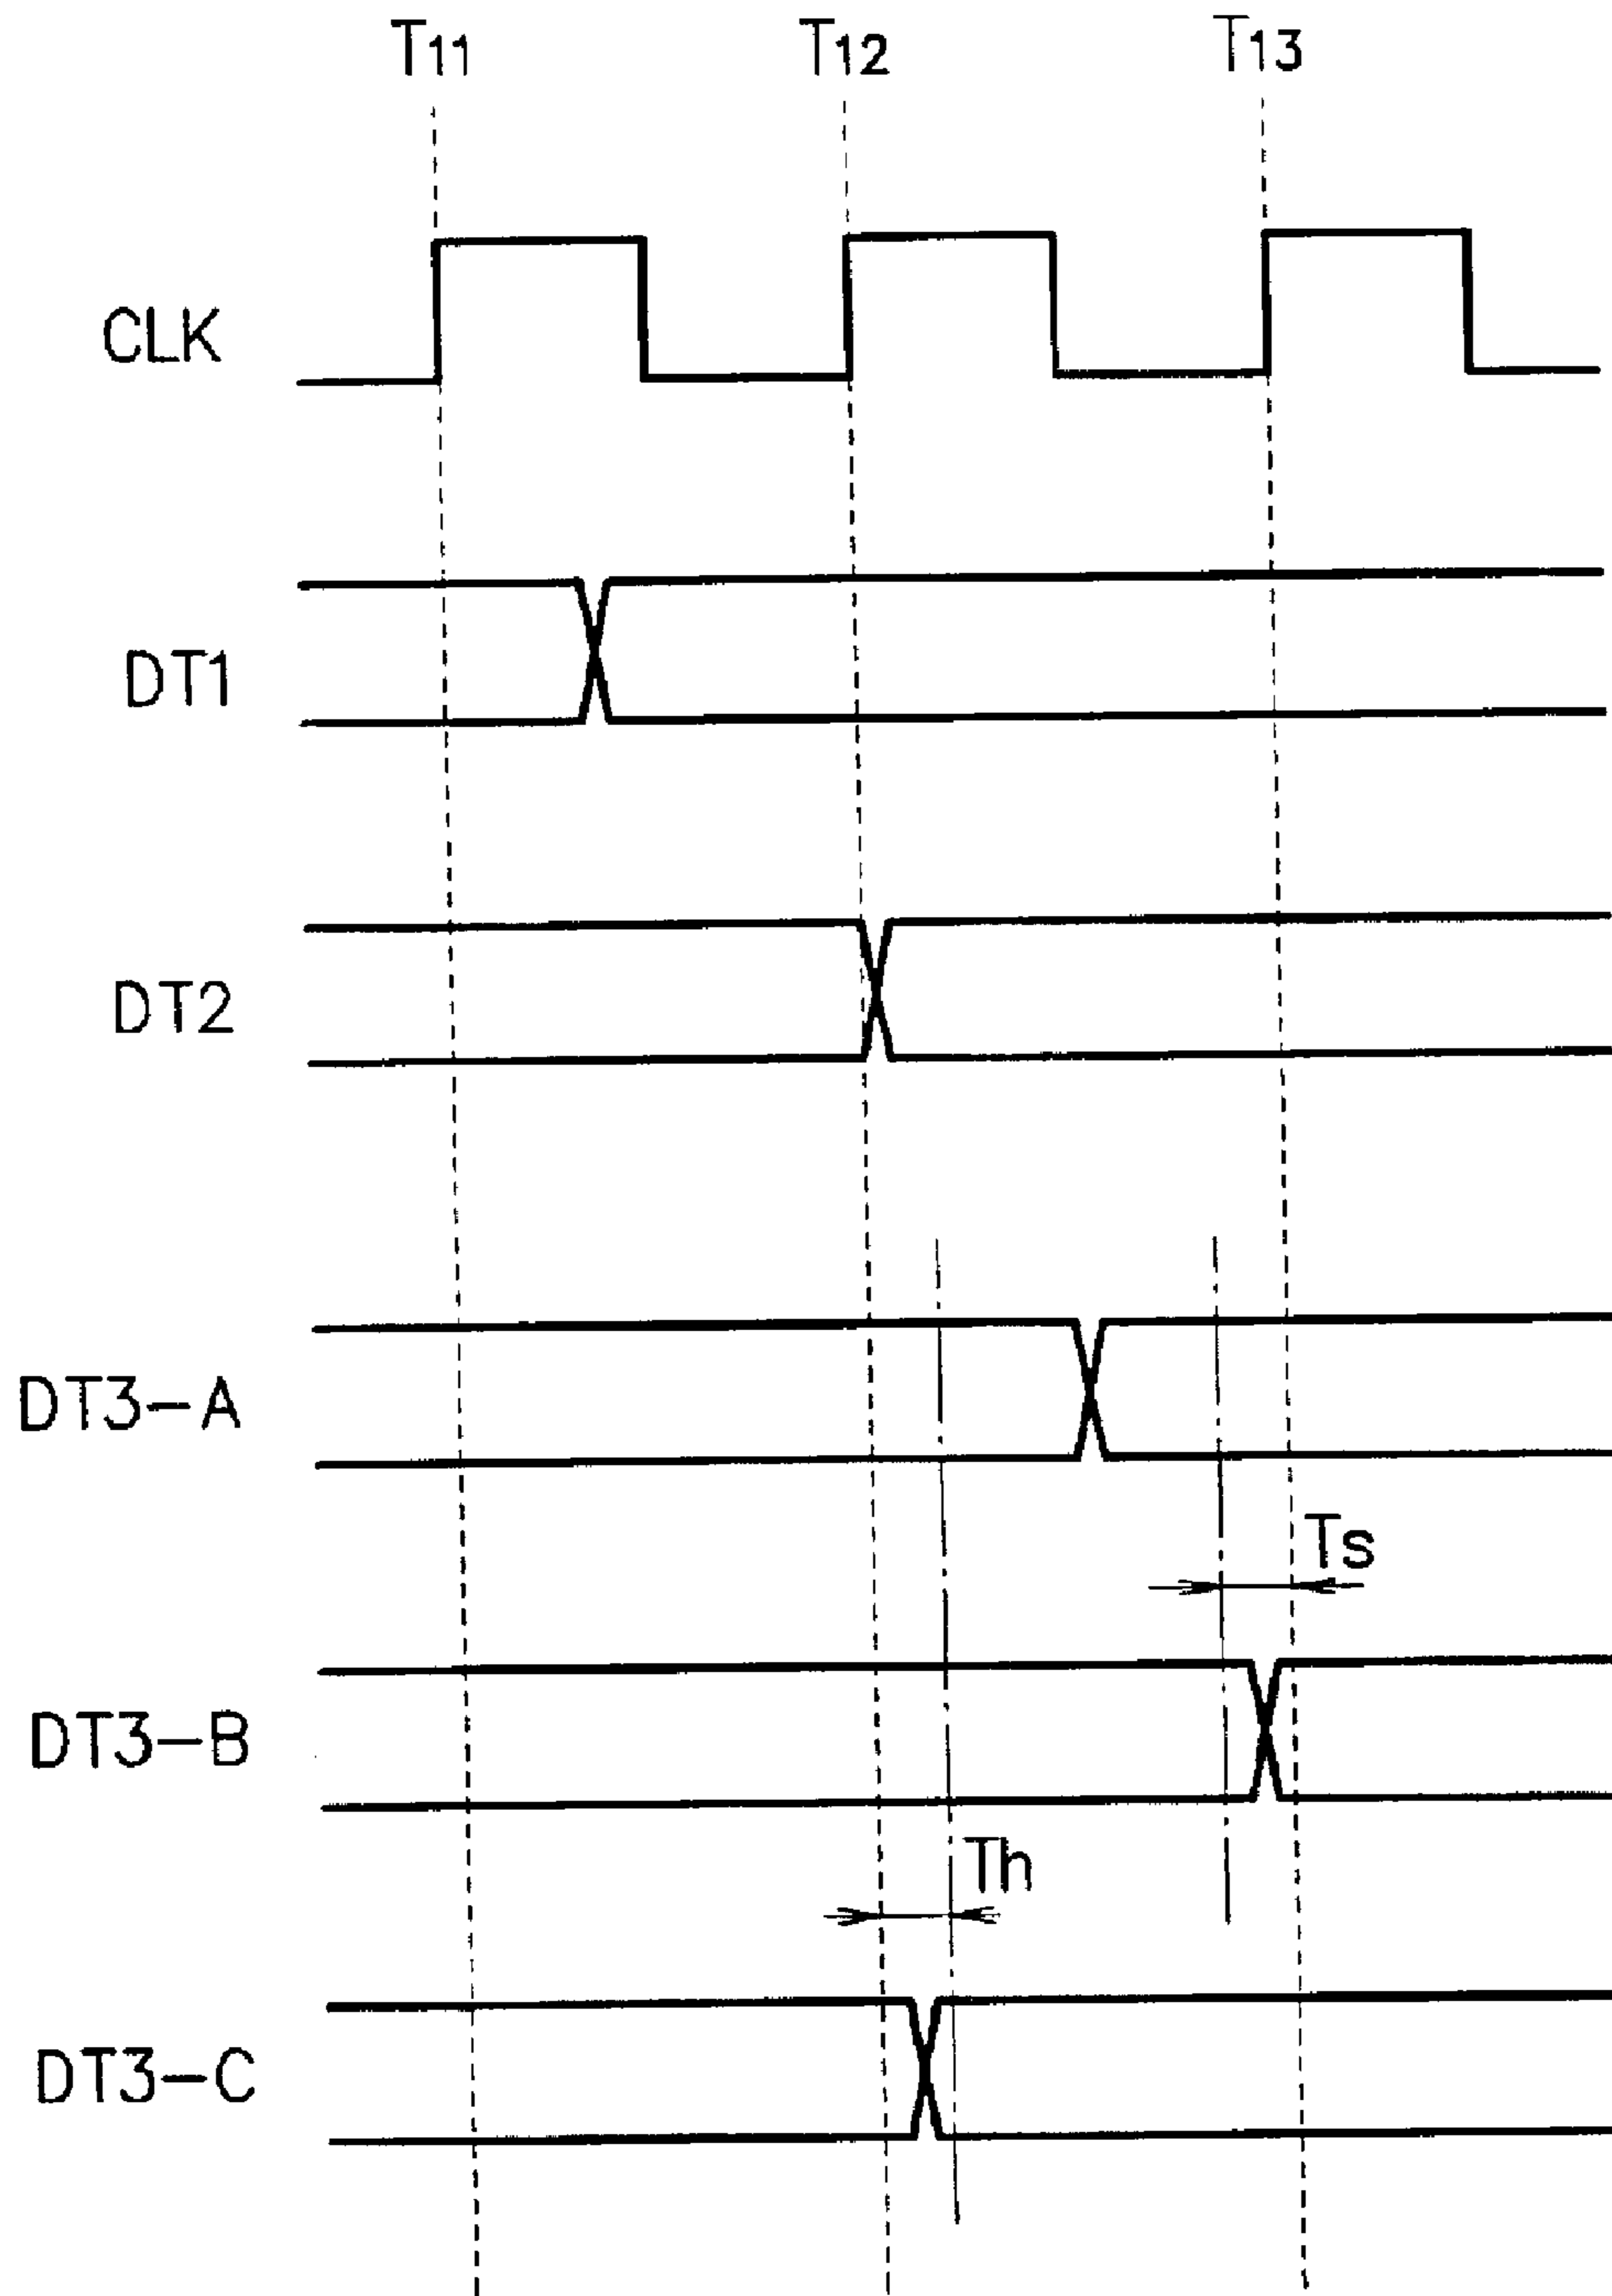 T11 T12 T13
CLK
DT1
DT2
DT3-A
Ts
DT3-B
Th
DT3-C